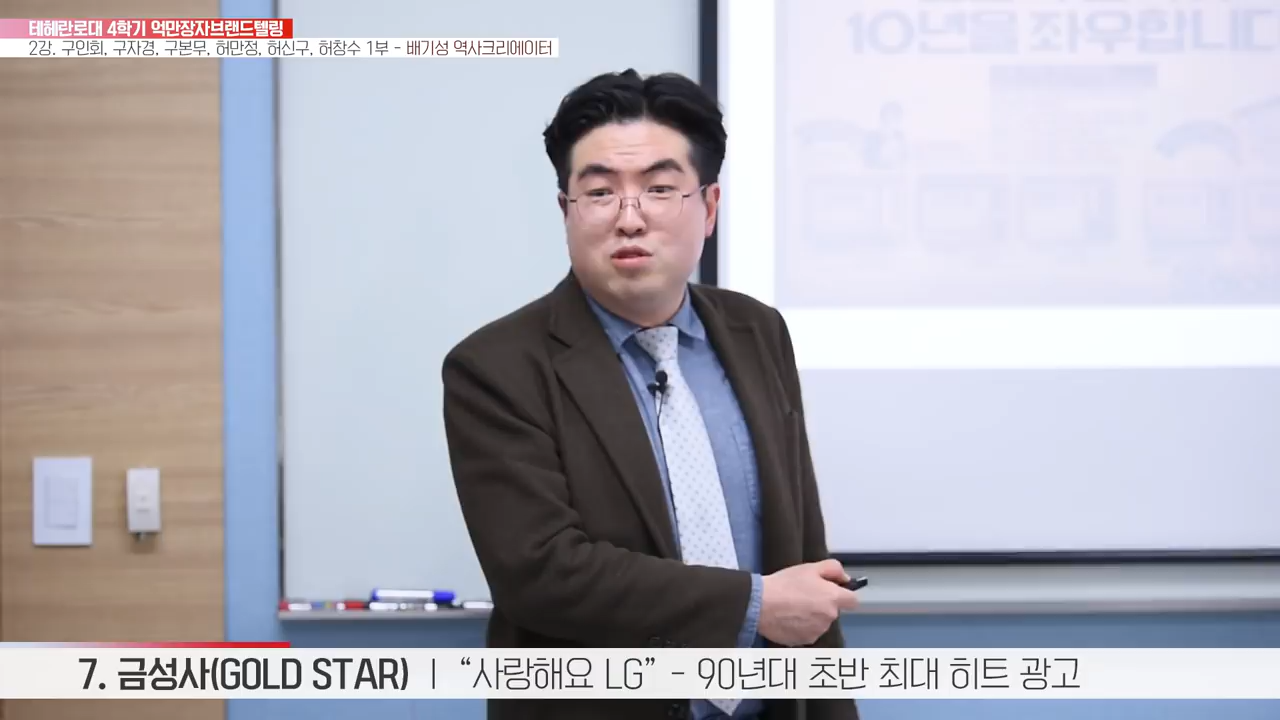 테헤란로대 4학기 억만장자브랜드텔링
2강. 구인회, 구자경, 구본무, 허만정, 허신구, 허창수 1부 - 배기성 역사크리에이터
10년을 좌우합니다
7. 금성사(GOLD STAR) | “사랑해요 LG” - 90년대 초반 최대 히트 광고